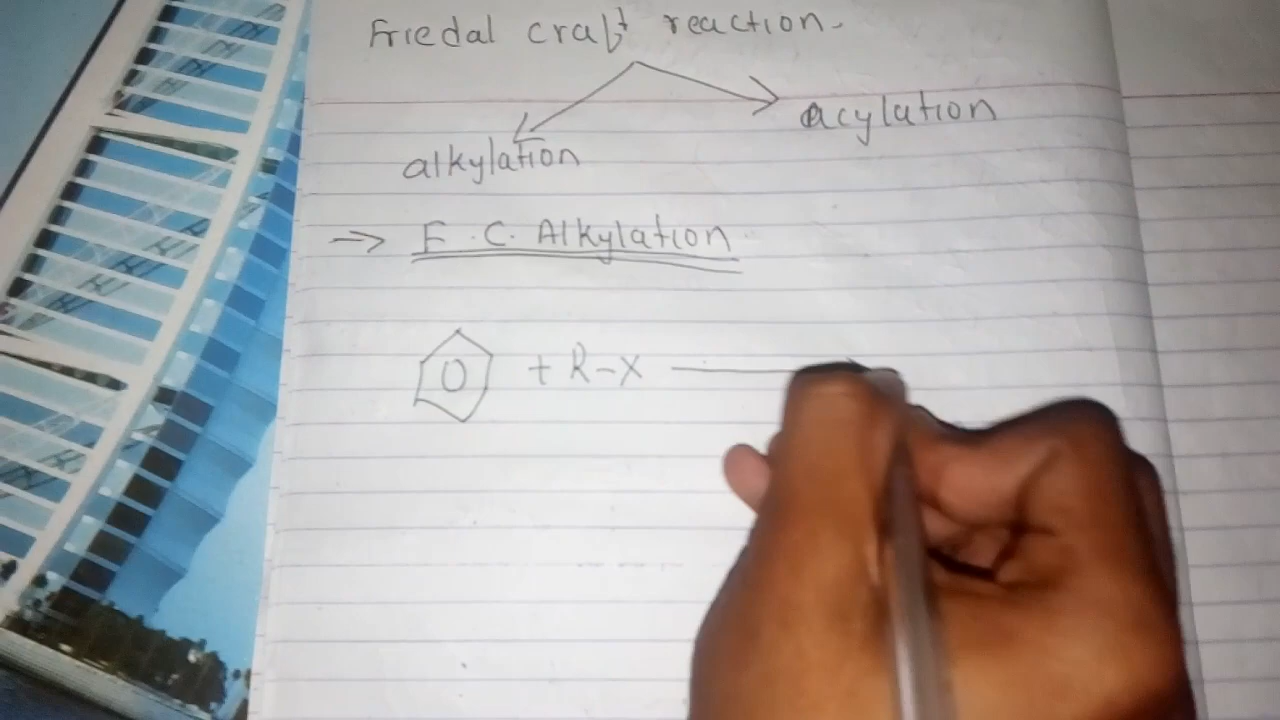 Friedal craft reaction.
alkylation acylation
→ F.C. Alkylation
+ R-X